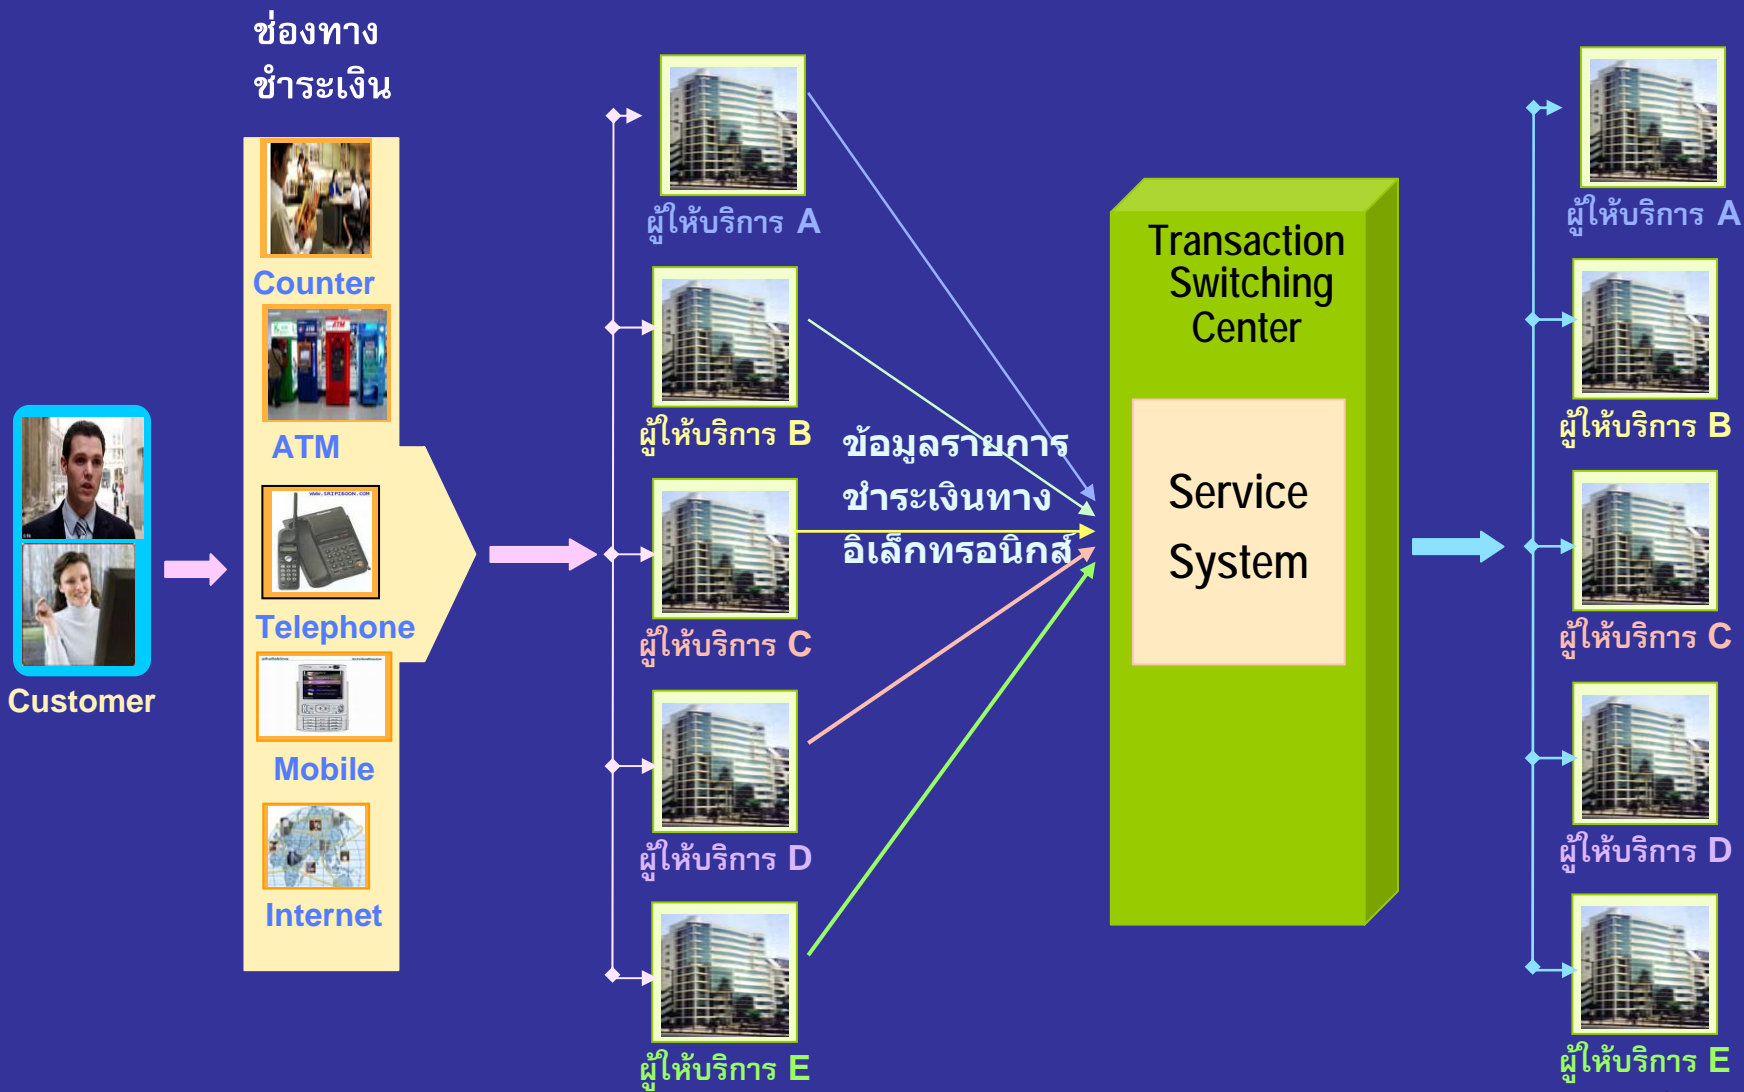 ช่องทาง
ชำระเงิน
Counter
ATM
WWW.SRIPIBOON.COM
Telephone
Mobile
Internet
Customer
ผู้ให้บริการ A
ผู้ให้บริการ B
ผู้ให้บริการ C
ผู้ให้บริการ D
ผู้ให้บริการ E
ข้อมูลรายการ
ชำระเงินทาง
อิเล็กทรอนิกส์
Transaction
Switching
Center
Service
System
ผู้ให้บริการ A
ผู้ให้บริการ B
ผู้ให้บริการ C
ผู้ให้บริการ D
ผู้ให้บริการ E